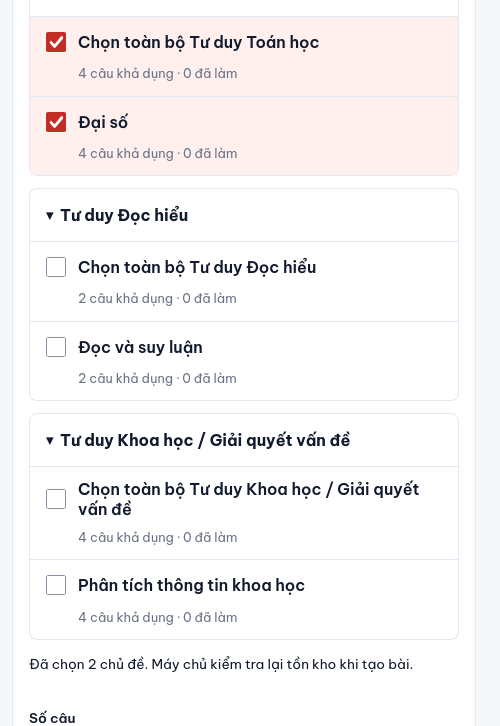 Chọn toàn bộ Tư duy Toán học
4 câu khả dụng · 0 đã làm
Đại số
4 câu khả dụng · 0 đã làm
▾ Tư duy Đọc hiểu
Chọn toàn bộ Tư duy Đọc hiểu
2 câu khả dụng · 0 đã làm
Đọc và suy luận
2 câu khả dụng · 0 đã làm
▾ Tư duy Khoa học / Giải quyết vấn đề
Chọn toàn bộ Tư duy Khoa học / Giải quyết
vấn đề
4 câu khả dụng · 0 đã làm
Phân tích thông tin khoa học
4 câu khả dụng · 0 đã làm
Đã chọn 2 chủ đề. Máy chủ kiểm tra lại tồn kho khi tạo bài.
Số câu